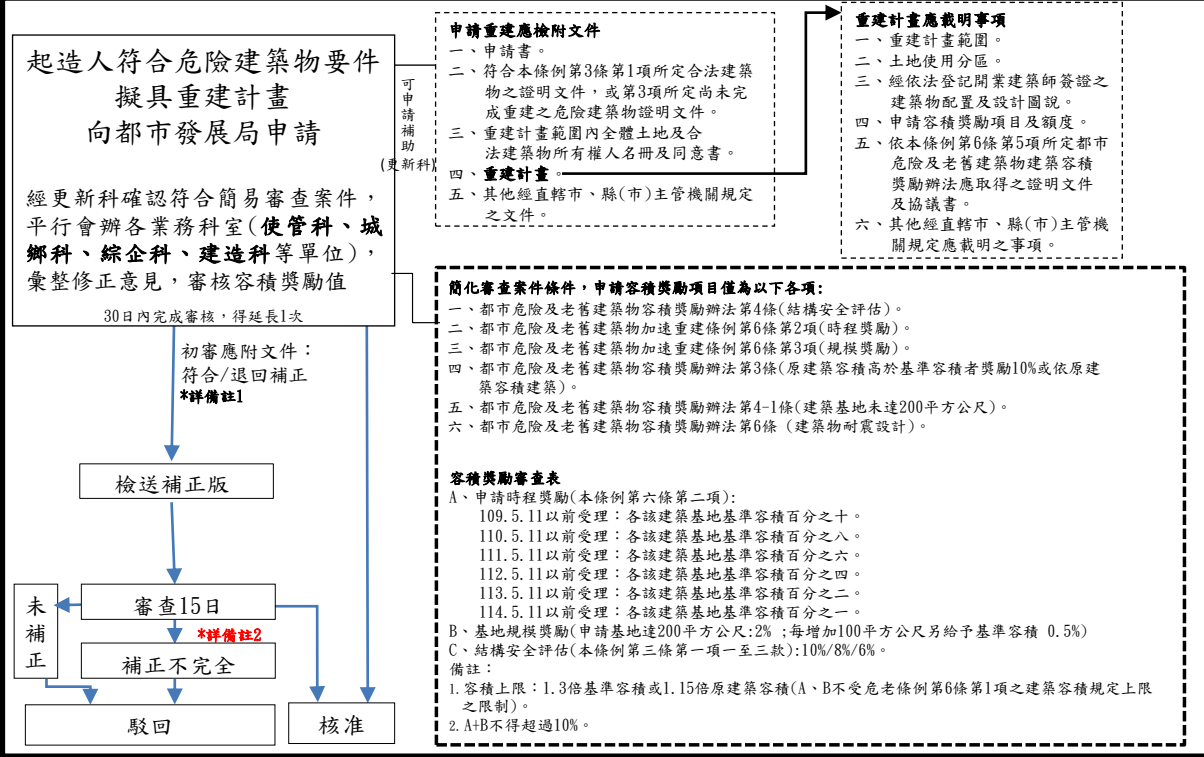 起造人符合危險建築物要件
擬具重建計畫
向都市發展局申請
經更新科確認符合簡易審查案件，
平行會辦各業務科室(使管科、城
鄉科、綜企科、建造科等單位)，
彙整修正意見，審核容積獎勵值
30日內完成審核，得延長1次
可
申
請
補
助
(更新科)
申請重建應檢附文件
一、申請書。
二、符合本條例第3條第1項所定合法建築
物之證明文件，或第3項所定尚未完
成重建之危險建築物證明文件。
三、重建計畫範圍內全體土地及合
法建築物所有權人名冊及同意書。
四、重建計畫。
五、其他經直轄市、縣(市)主管機關規定
之文件。
重建計畫應載明事項
一、重建計畫範圍。
二、土地使用分區。
三、經依法登記開業建築師簽證之
建築物配置及設計圖說。
四、申請容積獎勵項目及額度。
五、依本條例第6條第5項所定都市
危險及老舊建築物建築容積
獎勵辦法應取得之證明文件
及協議書。
六、其他經直轄市、縣(市)主管機
關規定應載明之事項。
簡化審查案件條件，申請容積獎勵項目僅為以下各項:
一、都市危險及老舊建築物容積獎勵辦法第4條(結構安全評估)。
二、都市危險及老舊建築物加速重建條例第6條第2項(時程獎勵)。
三、都市危險及老舊建築物加速重建條例第6條第3項(規模獎勵)。
四、都市危險及老舊建築物容積獎勵辦法第3條(原建築容積高於基準容積者獎勵10%或依原建
築容積建築)。
五、都市危險及老舊建築物容積獎勵辦法第4-1條(建築基地未達200平方公尺)。
六、都市危險及老舊建築物容積獎勵辦法第6條 (建築物耐震設計)。
容積獎勵審查表
A、申請時程獎勵(本條例第六條第二項):
109.5.11以前受理：各該建築基地基準容積百分之十。
110.5.11以前受理：各該建築基地基準容積百分之八。
111.5.11以前受理：各該建築基地基準容積百分之六。
112.5.11以前受理：各該建築基地基準容積百分之四。
113.5.11以前受理：各該建築基地基準容積百分之二。
114.5.11以前受理：各該建築基地基準容積百分之一。
B、基地規模獎勵(申請基地達200平方公尺:2% ;每增加100平方公尺另給予基準容積 0.5%)
C、結構安全評估(本條例第三條第一項一至三款):10%/8%/6%。
備註：
1.容積上限：1.3倍基準容積或1.15倍原建築容積(A、B不受危老條例第6條第1項之建築容積規定上限
之限制)。
2.A+B不得超過10%。
初審應附文件：
符合/退回補正
*詳備註1
檢送補正版
審查15日
*詳備註2
未
補
正
補正不完全
駁回
核准